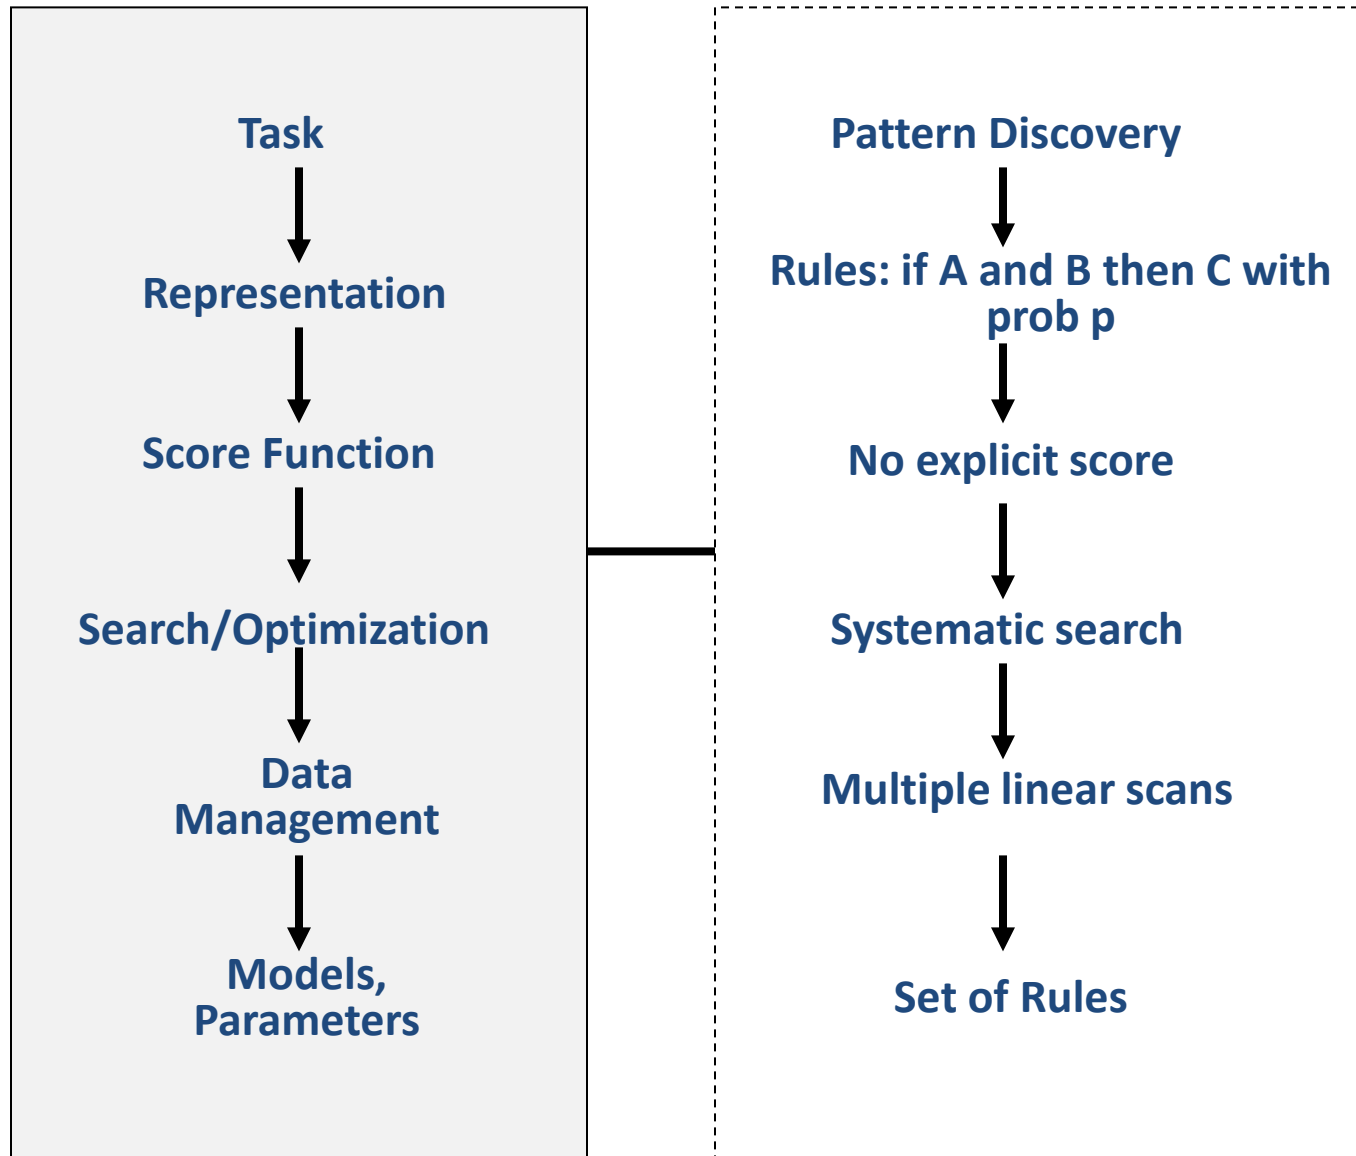 Task
Representation
Score Function
Search/Optimization
Data
Management
Models,
Parameters
Pattern Discovery
Rules: if A and B then C with
prob p
No explicit score
Systematic search
Multiple linear scans
Set of Rules